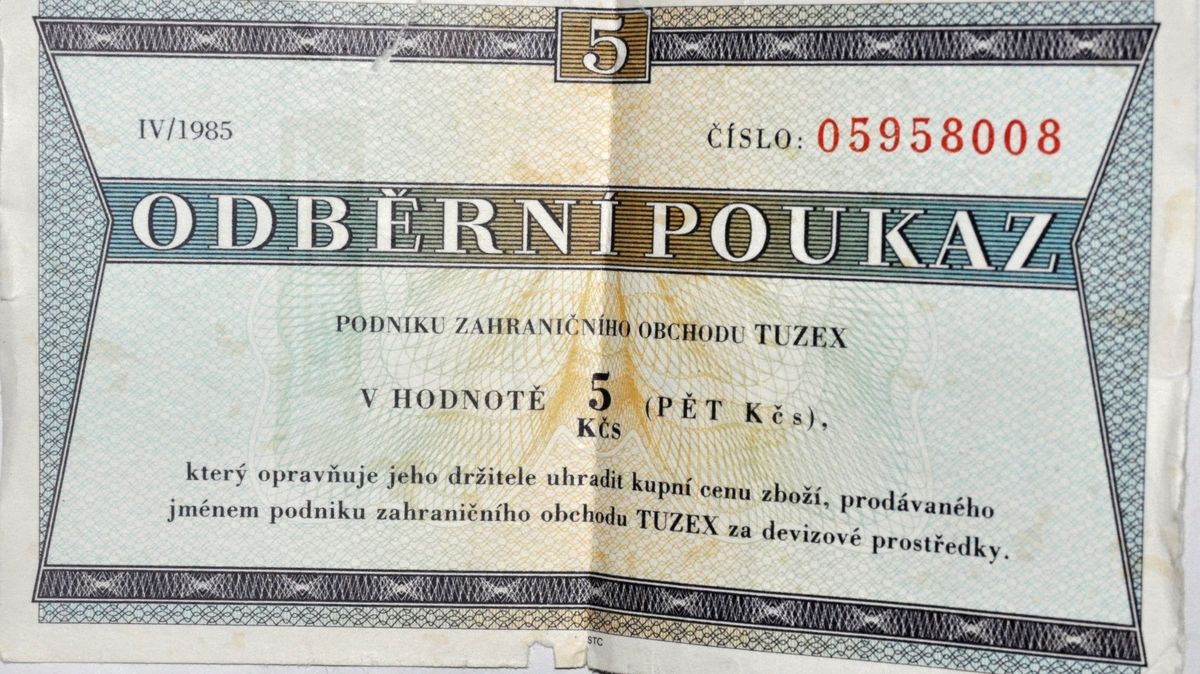 5
IV/1985
ČÍSLO: 05958008
ODBĚRNÍ POUKAZ
PODNIKU ZAHRANIČNÍHO OBCHODU TUZEX
V HODNOTĚ 5 (PĚT Kčs),
Kčs
který opravňuje jeho držitele uhradit kupní cenu zboží, prodávaného
jménem podniku zahraničního obchodu TUZEX za devizové prostředky.
STC